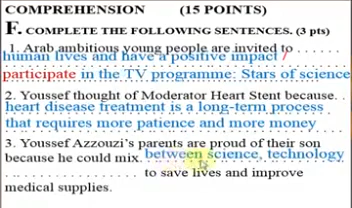 COMPREHENSION (15 POINTS)
F. COMPLETE THE FOLLOWING SENTENCES. (3 pts)
1. Arab ambitious young people are invited to . . . . . .
human lives and have a positive impact /
participate in the TV programme: Stars of science
2. Youssef thought of Moderator Heart Stent because. .
heart disease treatment is a long-term process
that requires more patience and more money
3. Youssef Azzouzi's parents are proud of their son
because he could mix. between science, technology
. . . . . . . . . . . . . . . . to save lives and improve
medical supplies.